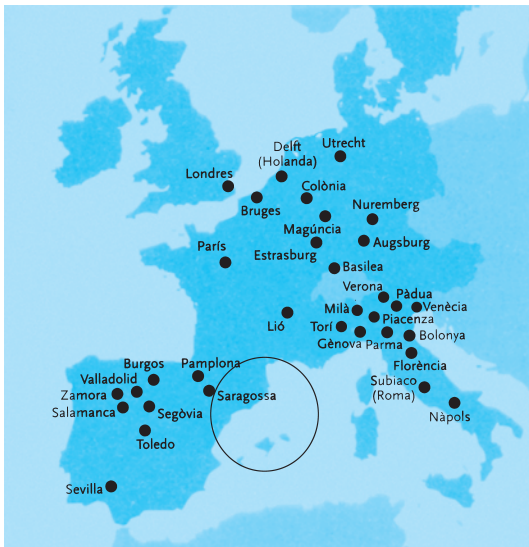 Delft
(Holanda)
Utrecht
Londres
Colònia
Bruges
Nuremberg
Magúncia
Augsburg
París
Estrasburg
Basilea
Verona
Pàdua
Milà
Venècia
Lió
Torí
Piacenza
Gènova
Parma
Bolonya
Florència
Burgos
Pamplona
Valladolid
Zamora
Saragossa
Subiaco
(Roma)
Salamanca
Segòvia
Nàpols
Toledo
Sevilla